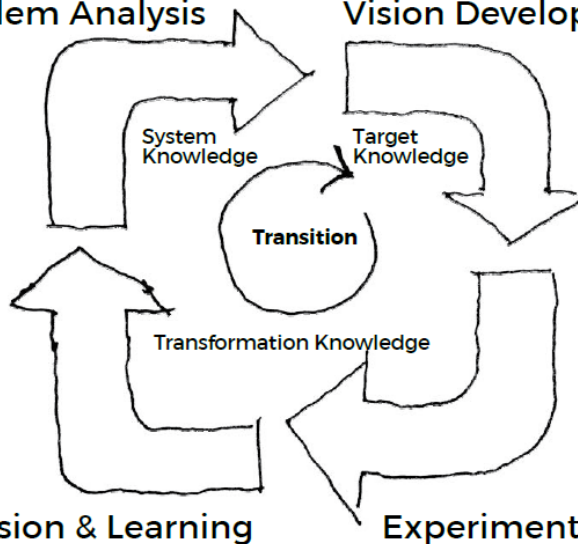 lem Analysis
Vision Develop
System
Knowledge
Target
Knowledge
Transition
Transformation Knowledge
sion & Learning
Experiment